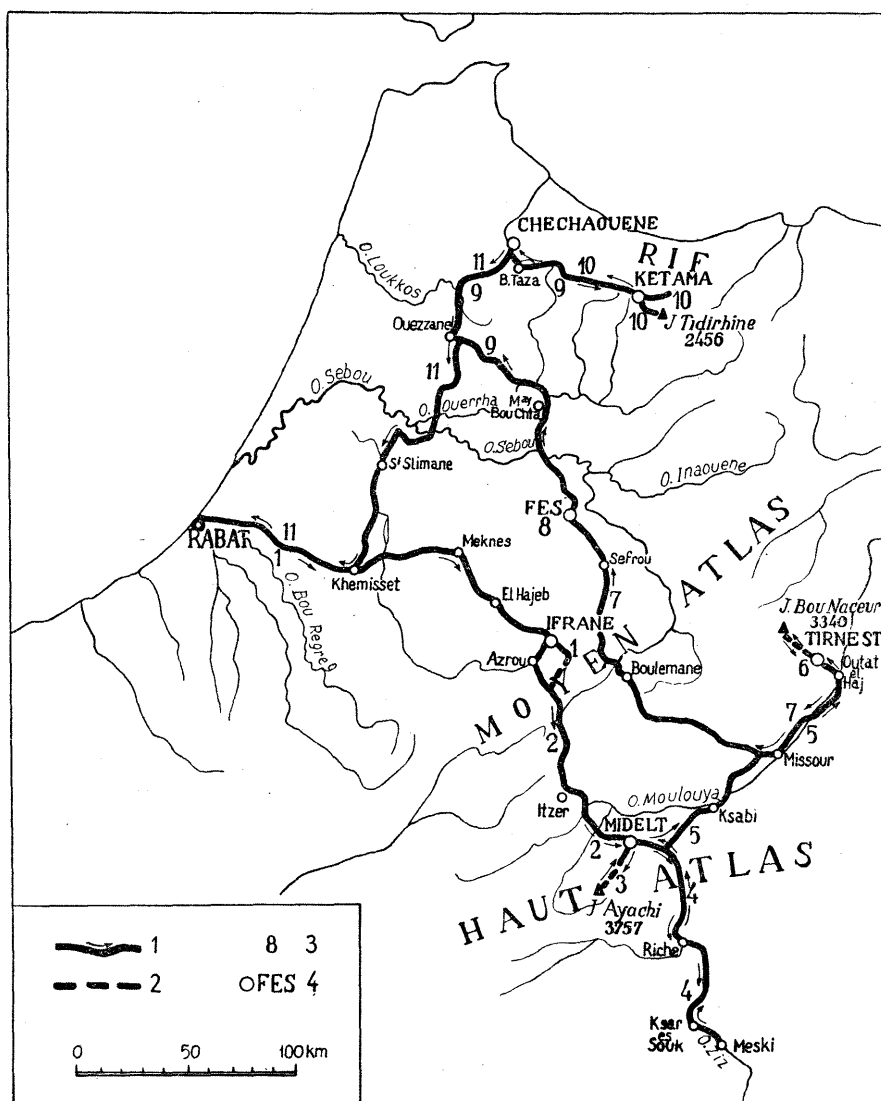 CHECHAOUENE
RIF
11
10
KETAMA
O. Loukkos
9
B. Taza
9
10
10
J Tidirhine
2456
Ouezzane
9
11
O. Sebou
O. Ouerrha
May
Bou Chta
O. Sebou
St Slimane
O. Inaouene
FES
8
RABAT
11
1
Meknes
Sefrou
Khemisset
O. Bou Regreg
El Hajeb
7
MOYEN ATLAS
IFRANE
1
J. Bou Naceur
3340
TIRNEST
Azrou
Boulemane
6
Outat
el
Haj
7
5
2
Missour
Itzer
O. Moulouya
Ksabi
MIDELT
2
5
3
HAUT ATLAS
4
J Ayachi
3757
Riche
4
Ksar
es
Souk
O. Ziz
Meski
1
8 3
2
FES 4
0 50 100 km